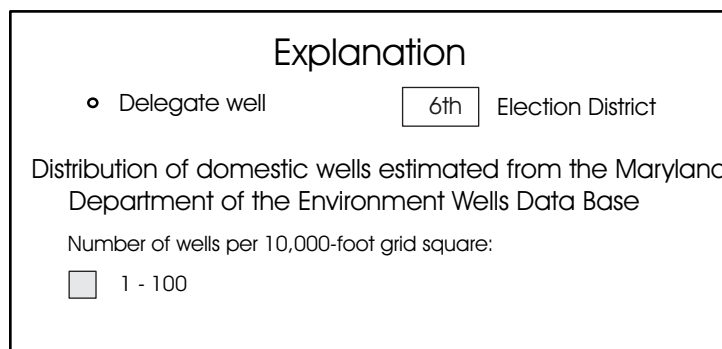 Explanation
Delegate well
6th Election District
Distribution of domestic wells estimated from the Maryland
Department of the Environment Wells Data Base
Number of wells per 10,000-foot grid square:
1 - 100